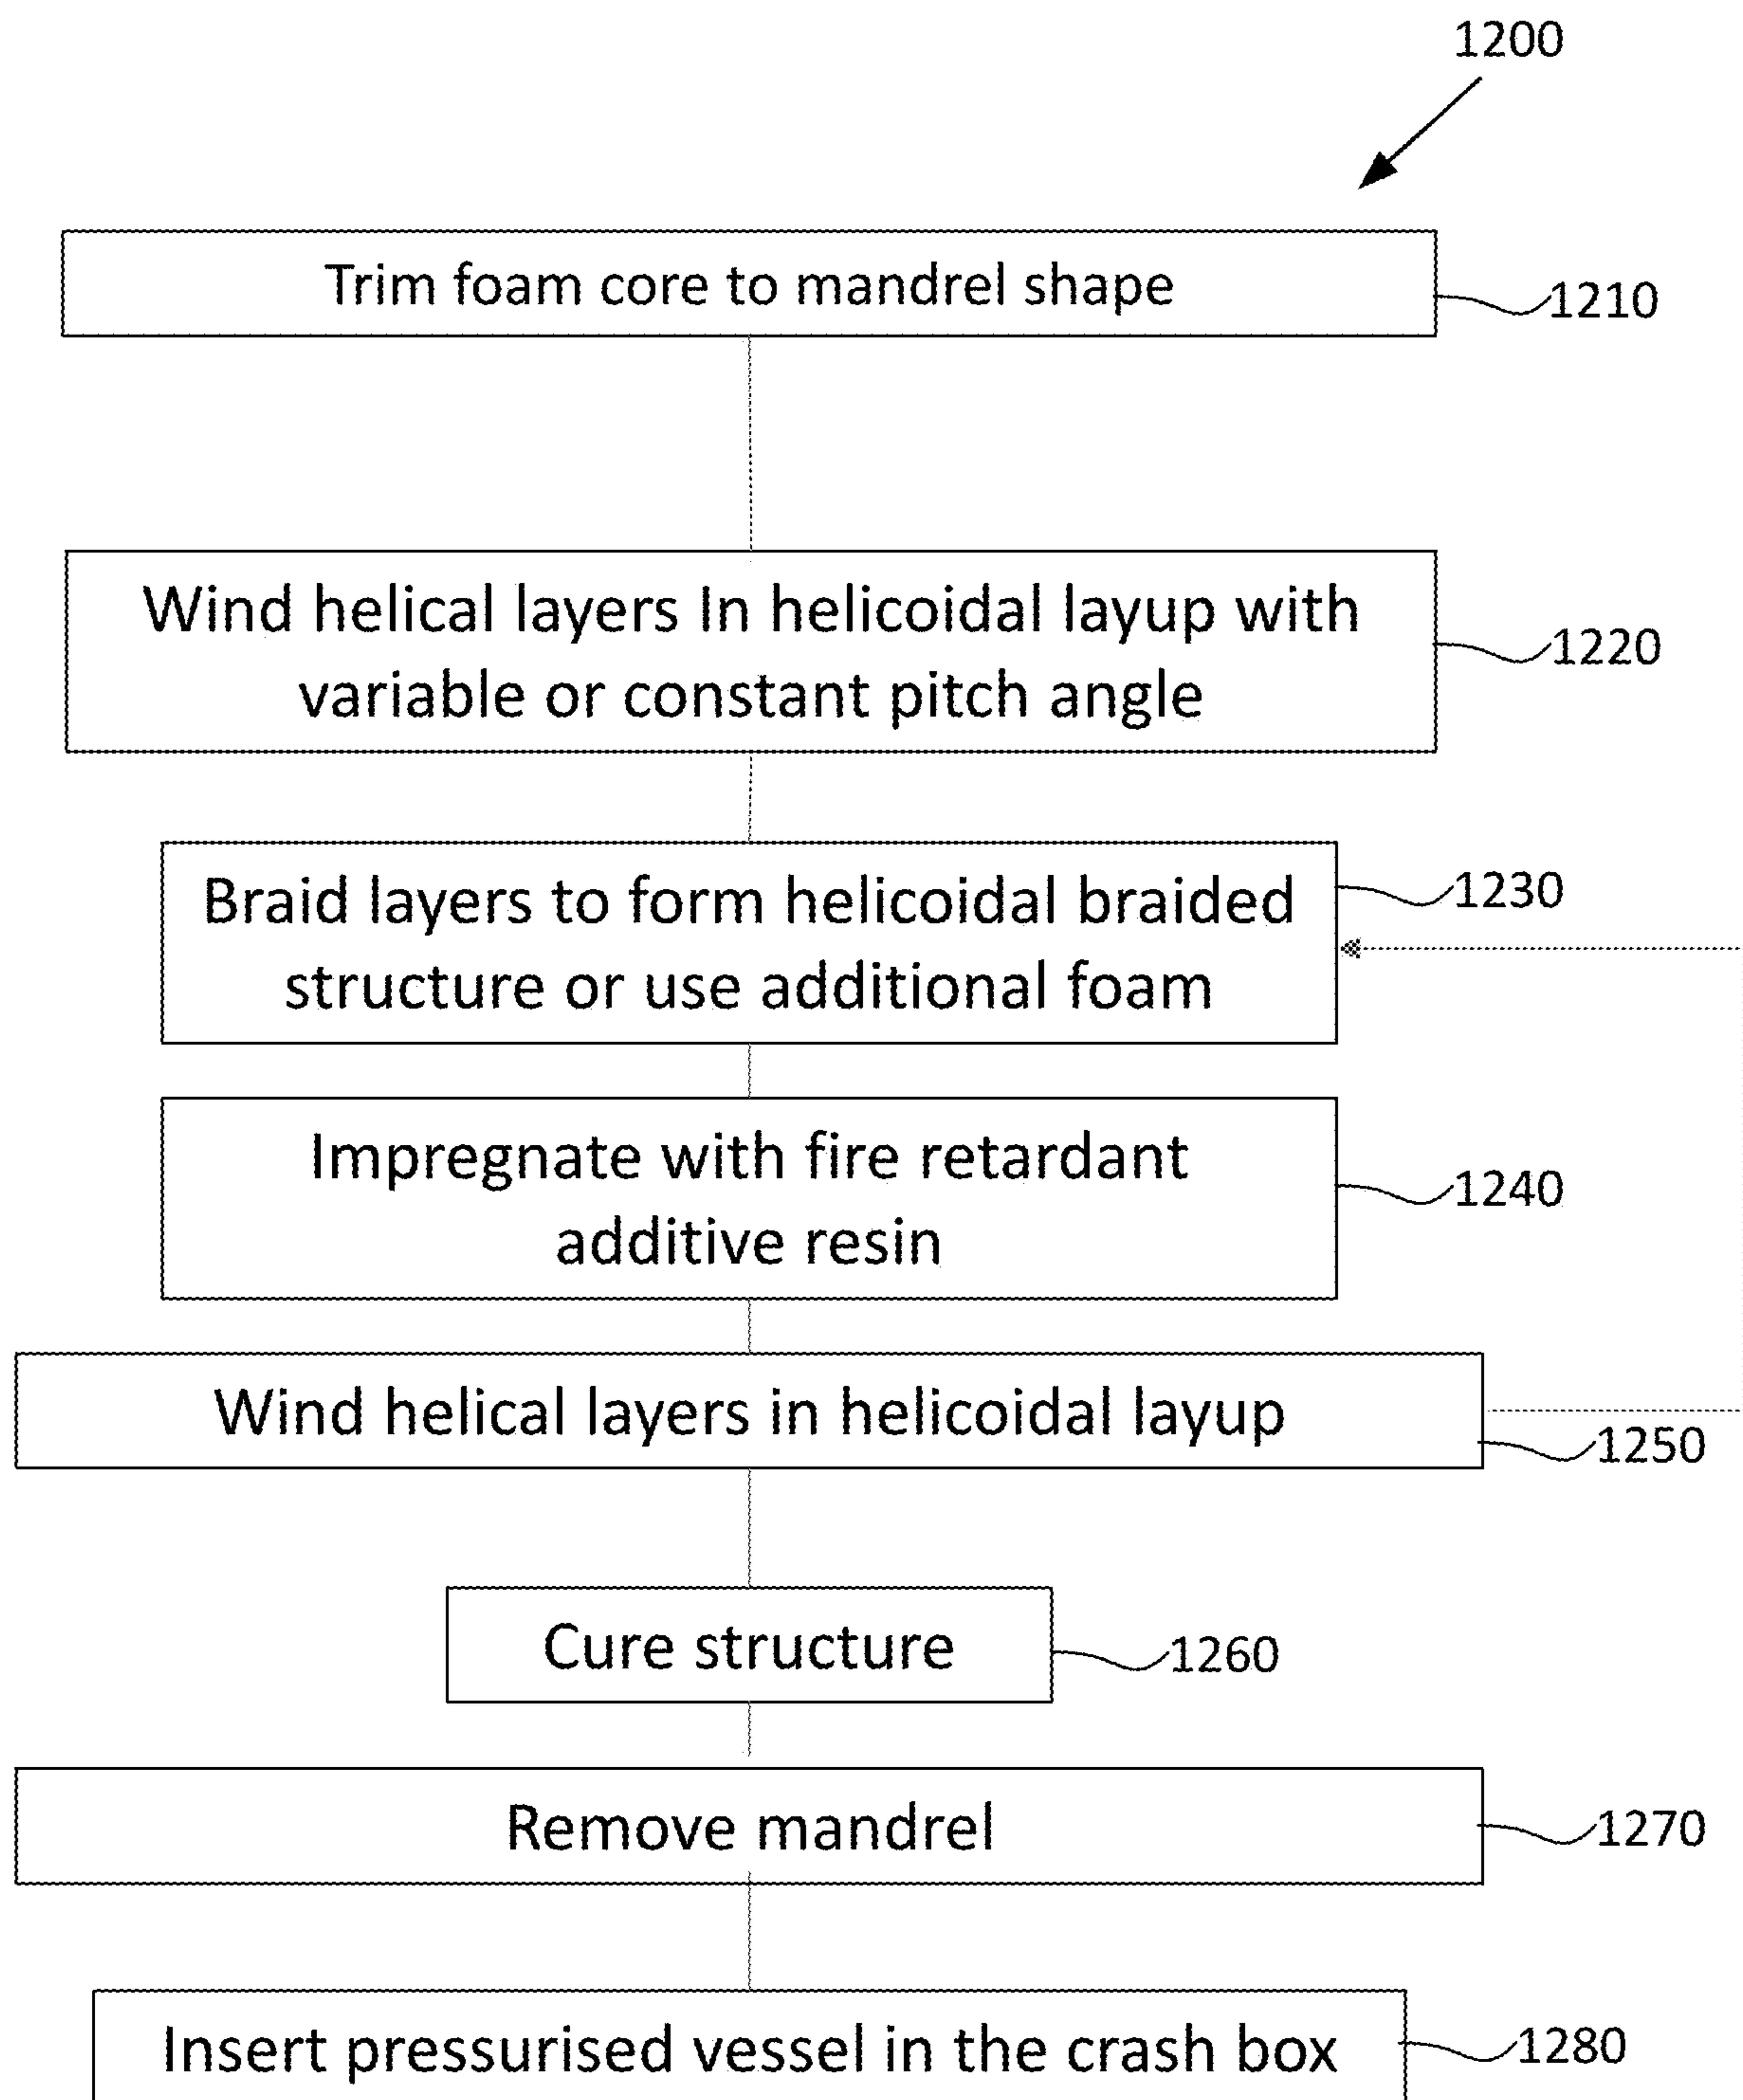 1200
Trim foam core to mandrel shape
1210
Wind helical layers In helicoidal layup with
variable or constant pitch angle
1220
Braid layers to form helicoidal braided
structure or use additional foam
1230
Impregnate with fire retardant
additive resin
1240
Wind helical layers in helicoidal layup
1250
Cure structure
1260
Remove mandrel
1270
Insert pressurised vessel in the crash box
1280